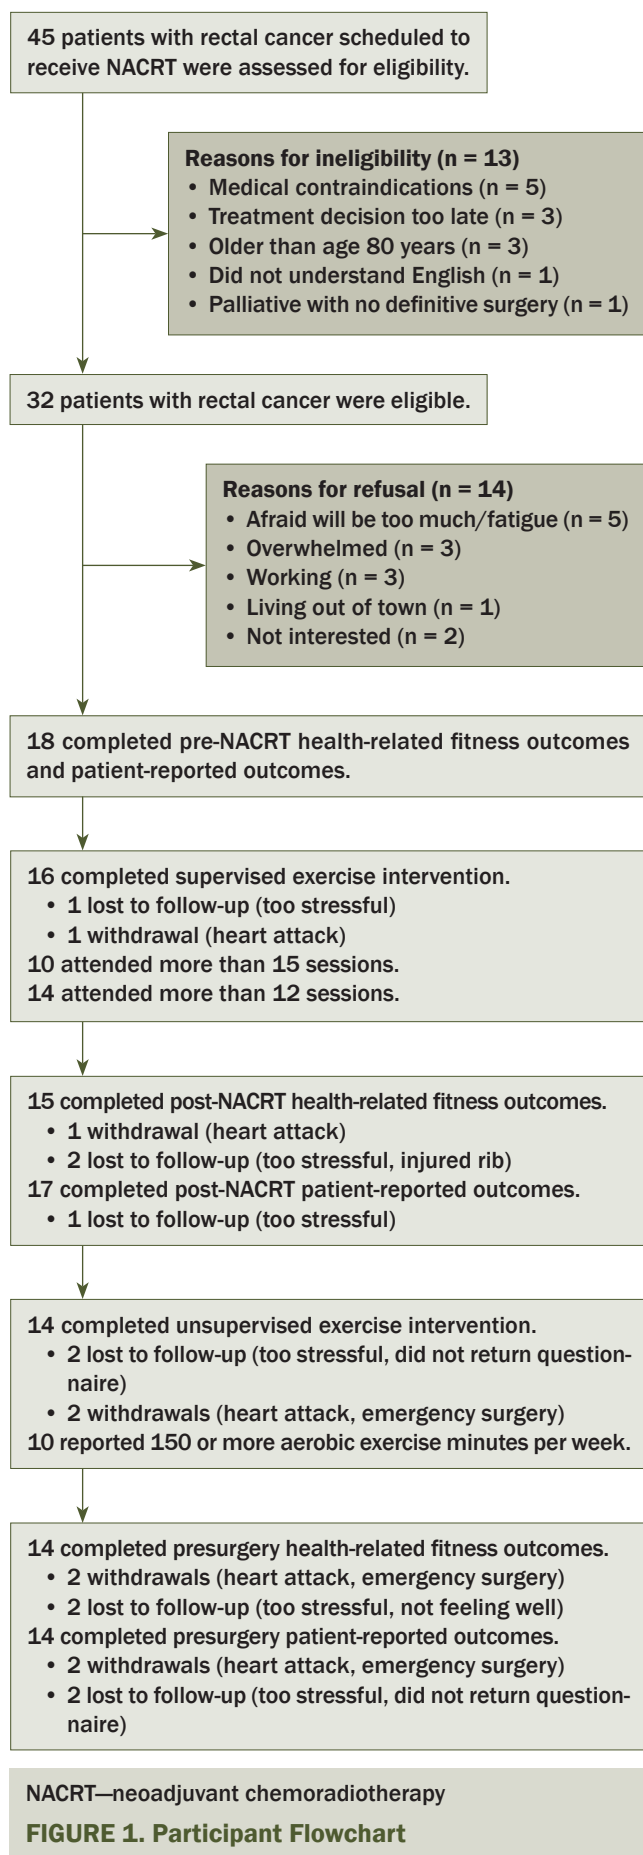 45 patients with rectal cancer scheduled to
receive NACRT were assessed for eligibility.
Reasons for ineligibility (n = 13)
• Medical contraindications (n = 5)
• Treatment decision too late (n = 3)
• Older than age 80 years (n = 3)
• Did not understand English (n = 1)
• Palliative with no definitive surgery (n = 1)
32 patients with rectal cancer were eligible.
Reasons for refusal (n = 14)
• Afraid will be too much/fatigue (n = 5)
• Overwhelmed (n = 3)
• Working (n = 3)
• Living out of town (n = 1)
• Not interested (n = 2)
18 completed pre-NACRT health-related fitness outcomes
and patient-reported outcomes.
16 completed supervised exercise intervention.
• 1 lost to follow-up (too stressful)
• 1 withdrawal (heart attack)
10 attended more than 15 sessions.
14 attended more than 12 sessions.
15 completed post-NACRT health-related fitness outcomes.
• 1 withdrawal (heart attack)
• 2 lost to follow-up (too stressful, injured rib)
17 completed post-NACRT patient-reported outcomes.
• 1 lost to follow-up (too stressful)
14 completed unsupervised exercise intervention.
• 2 lost to follow-up (too stressful, did not return question-
naire)
• 2 withdrawals (heart attack, emergency surgery)
10 reported 150 or more aerobic exercise minutes per week.
14 completed presurgery health-related fitness outcomes.
• 2 withdrawals (heart attack, emergency surgery)
• 2 lost to follow-up (too stressful, not feeling well)
14 completed presurgery patient-reported outcomes.
• 2 withdrawals (heart attack, emergency surgery)
• 2 lost to follow-up (too stressful, did not return question-
naire)
NACRT—neoadjuvant chemoradiotherapy
FIGURE 1. Participant Flowchart